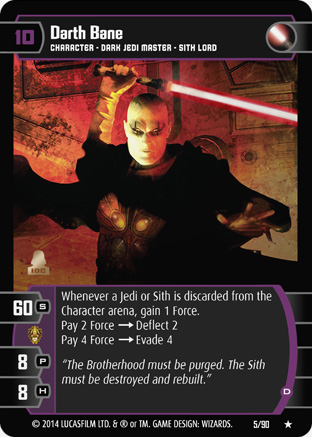 10
Darth Bane
CHARACTER - DARK JEDI MASTER - SITH LORD
60 S
Whenever a Jedi or Sith is discarded from the
Character arena, gain 1 Force.
Pay 2 Force → Deflect 2
Pay 4 Force → Evade 4
8 P
“The Brotherhood must be purged. The Sith
must be destroyed and rebuilt.”
8 H
D
© 2014 LUCASFILM LTD. & ® or TM. GAME DESIGN: WIZARDS.
5/90 ★